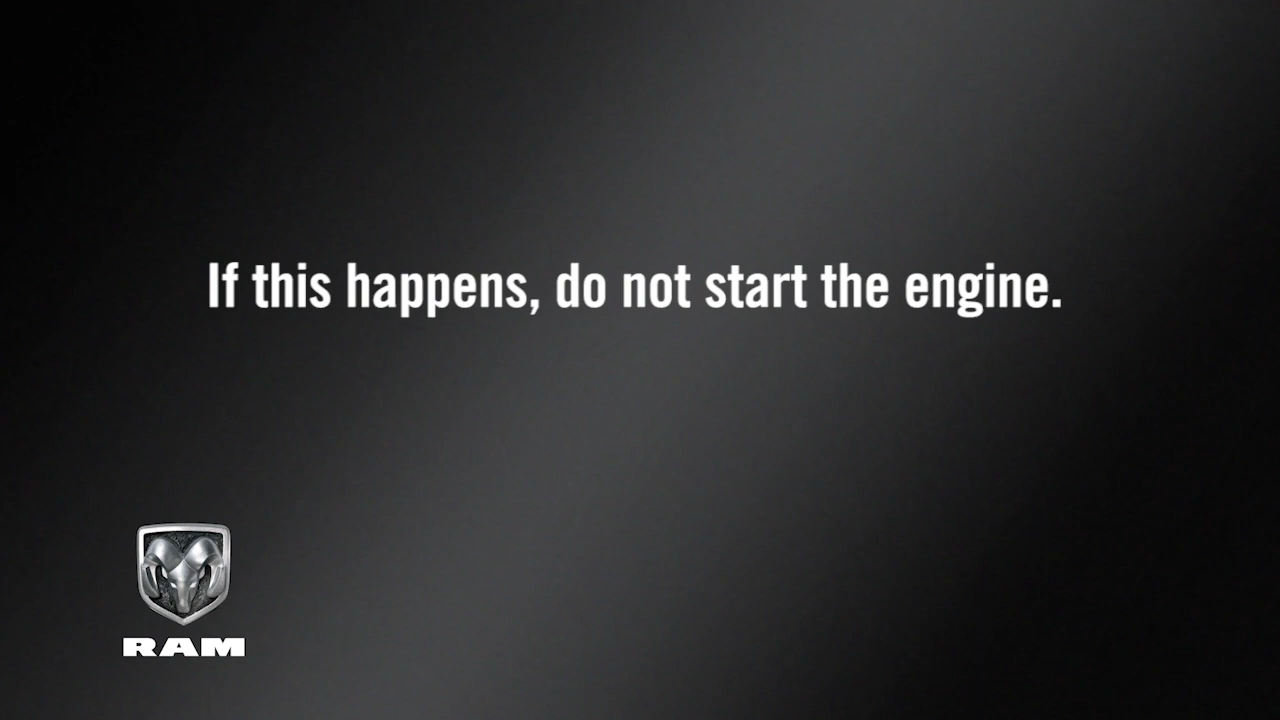 If this happens, do not start the engine.
RAM